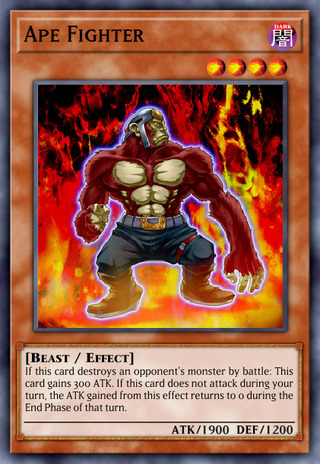 Ape Fighter
DARK
闇
[Beast / Effect]
If this card destroys an opponent's monster by battle: This
card gains 300 ATK. If this card does not attack during your
turn, the ATK gained from this effect returns to 0 during the
End Phase of that turn.
ATK/1900 DEF/1200